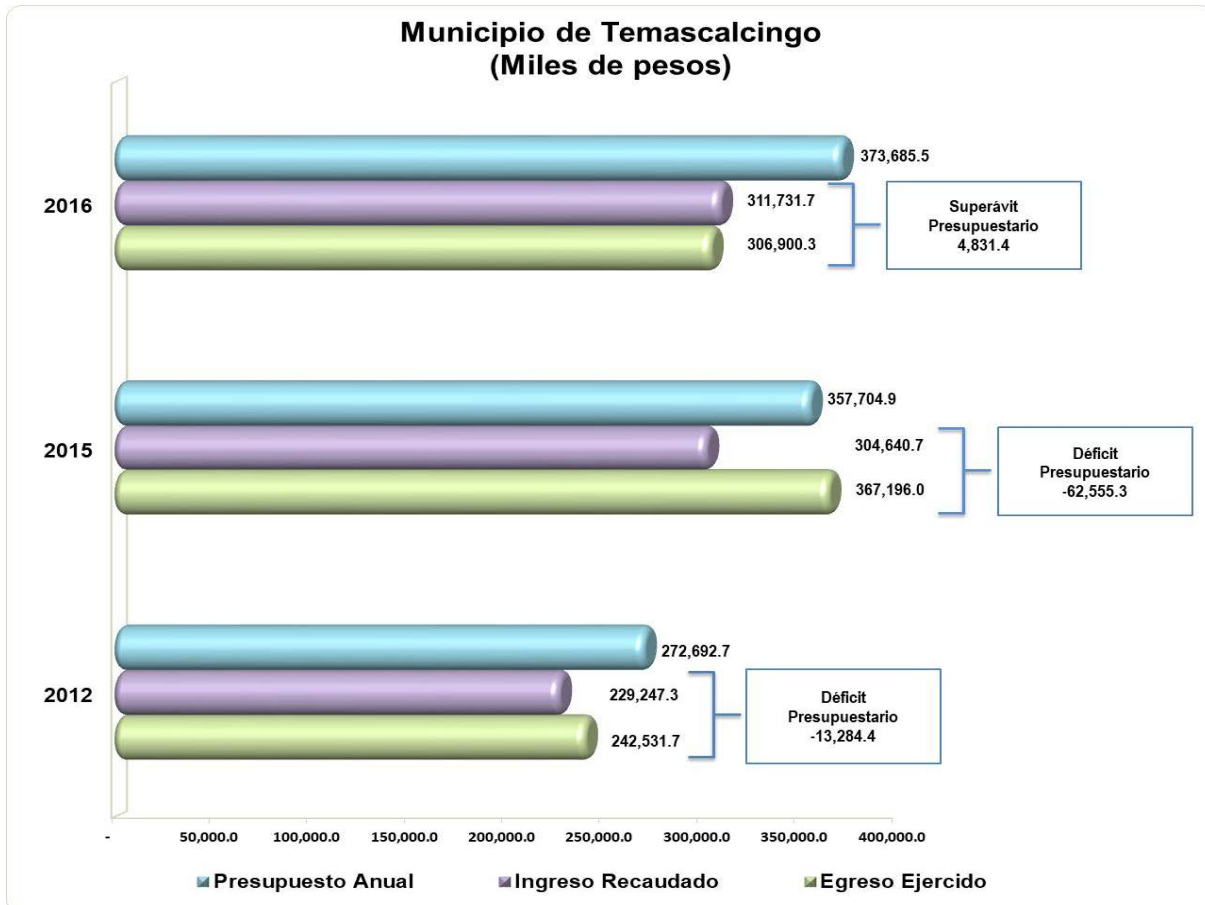 Municipio de Temascalcingo
(Miles de pesos)
2016
373,685.5
311,731.7
306,900.3
Superávit
Presupuestario
4,831.4
2015
357,704.9
304,640.7
367,196.0
Déficit
Presupuestario
-62,555.3
2012
272,692.7
229,247.3
242,531.7
Déficit
Presupuestario
-13,284.4
- 50,000.0 100,000.0 150,000.0 200,000.0 250,000.0 300,000.0 350,000.0 400,000.0
Presupuesto Anual Ingreso Recaudado Egreso Ejercido